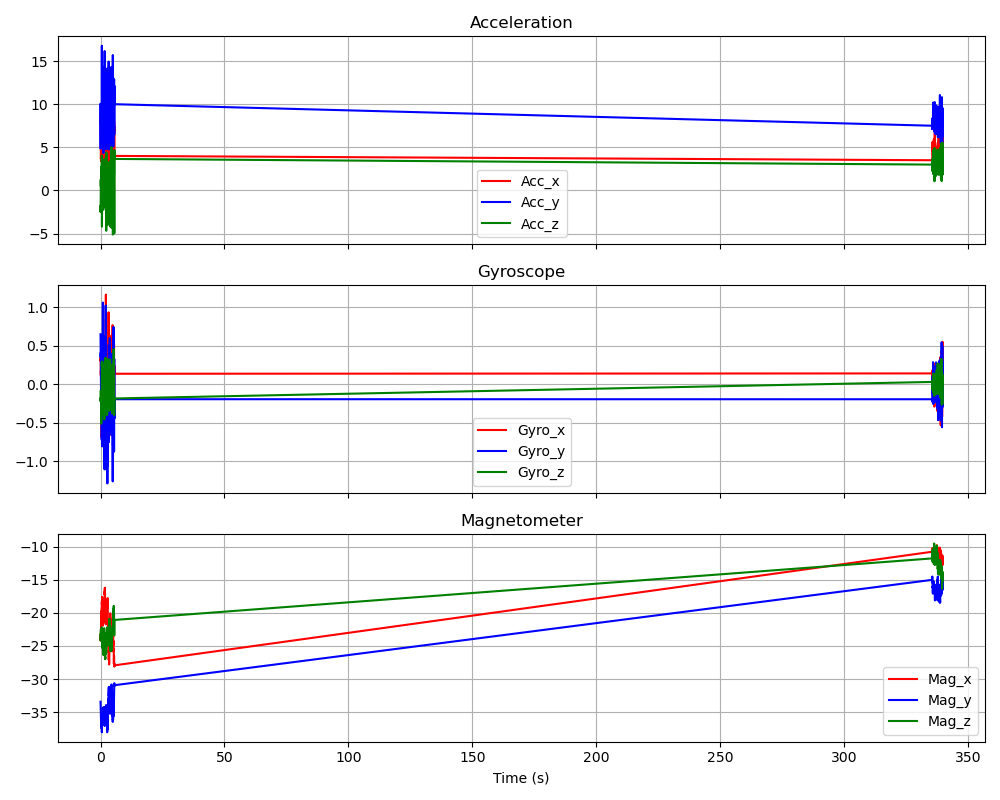 Acceleration
15
10
5
0
−5
Acc_x
Acc_y
Acc_z
Gyroscope
1.0
0.5
0.0
−0.5
−1.0
Gyro_x
Gyro_y
Gyro_z
Magnetometer
−10
−15
−20
−25
−30
−35
Mag_x
Mag_y
Mag_z
0 50 100 150 200 250 300 350
Time (s)